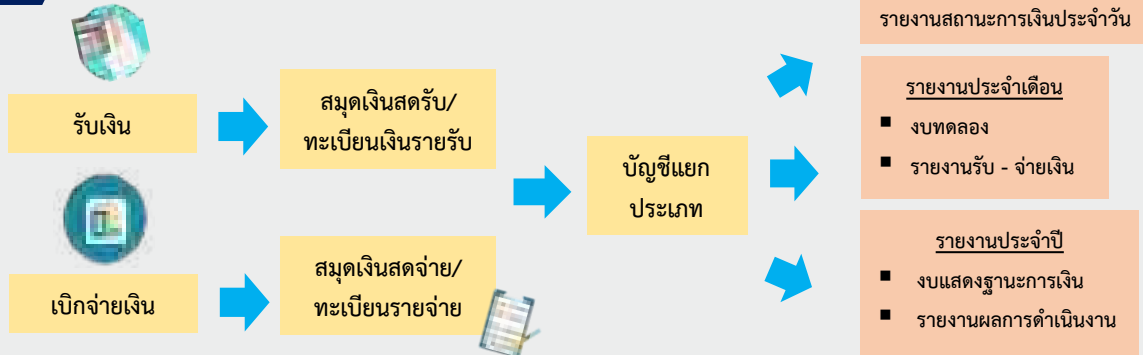 รับเงิน
สมุดเงินสดรับ/
ทะเบียนเงินรายรับ
เบิกจ่ายเงิน
สมุดเงินสดจ่าย/
ทะเบียนรายจ่าย
บัญชีแยก
ประเภท
รายงานสถานะการเงินประจำวัน
รายงานประจำเดือน
▪ งบทดลอง
▪ รายงานรับ - จ่ายเงิน
รายงานประจำปี
▪ งบแสดงฐานะการเงิน
▪ รายงานผลการดำเนินงาน